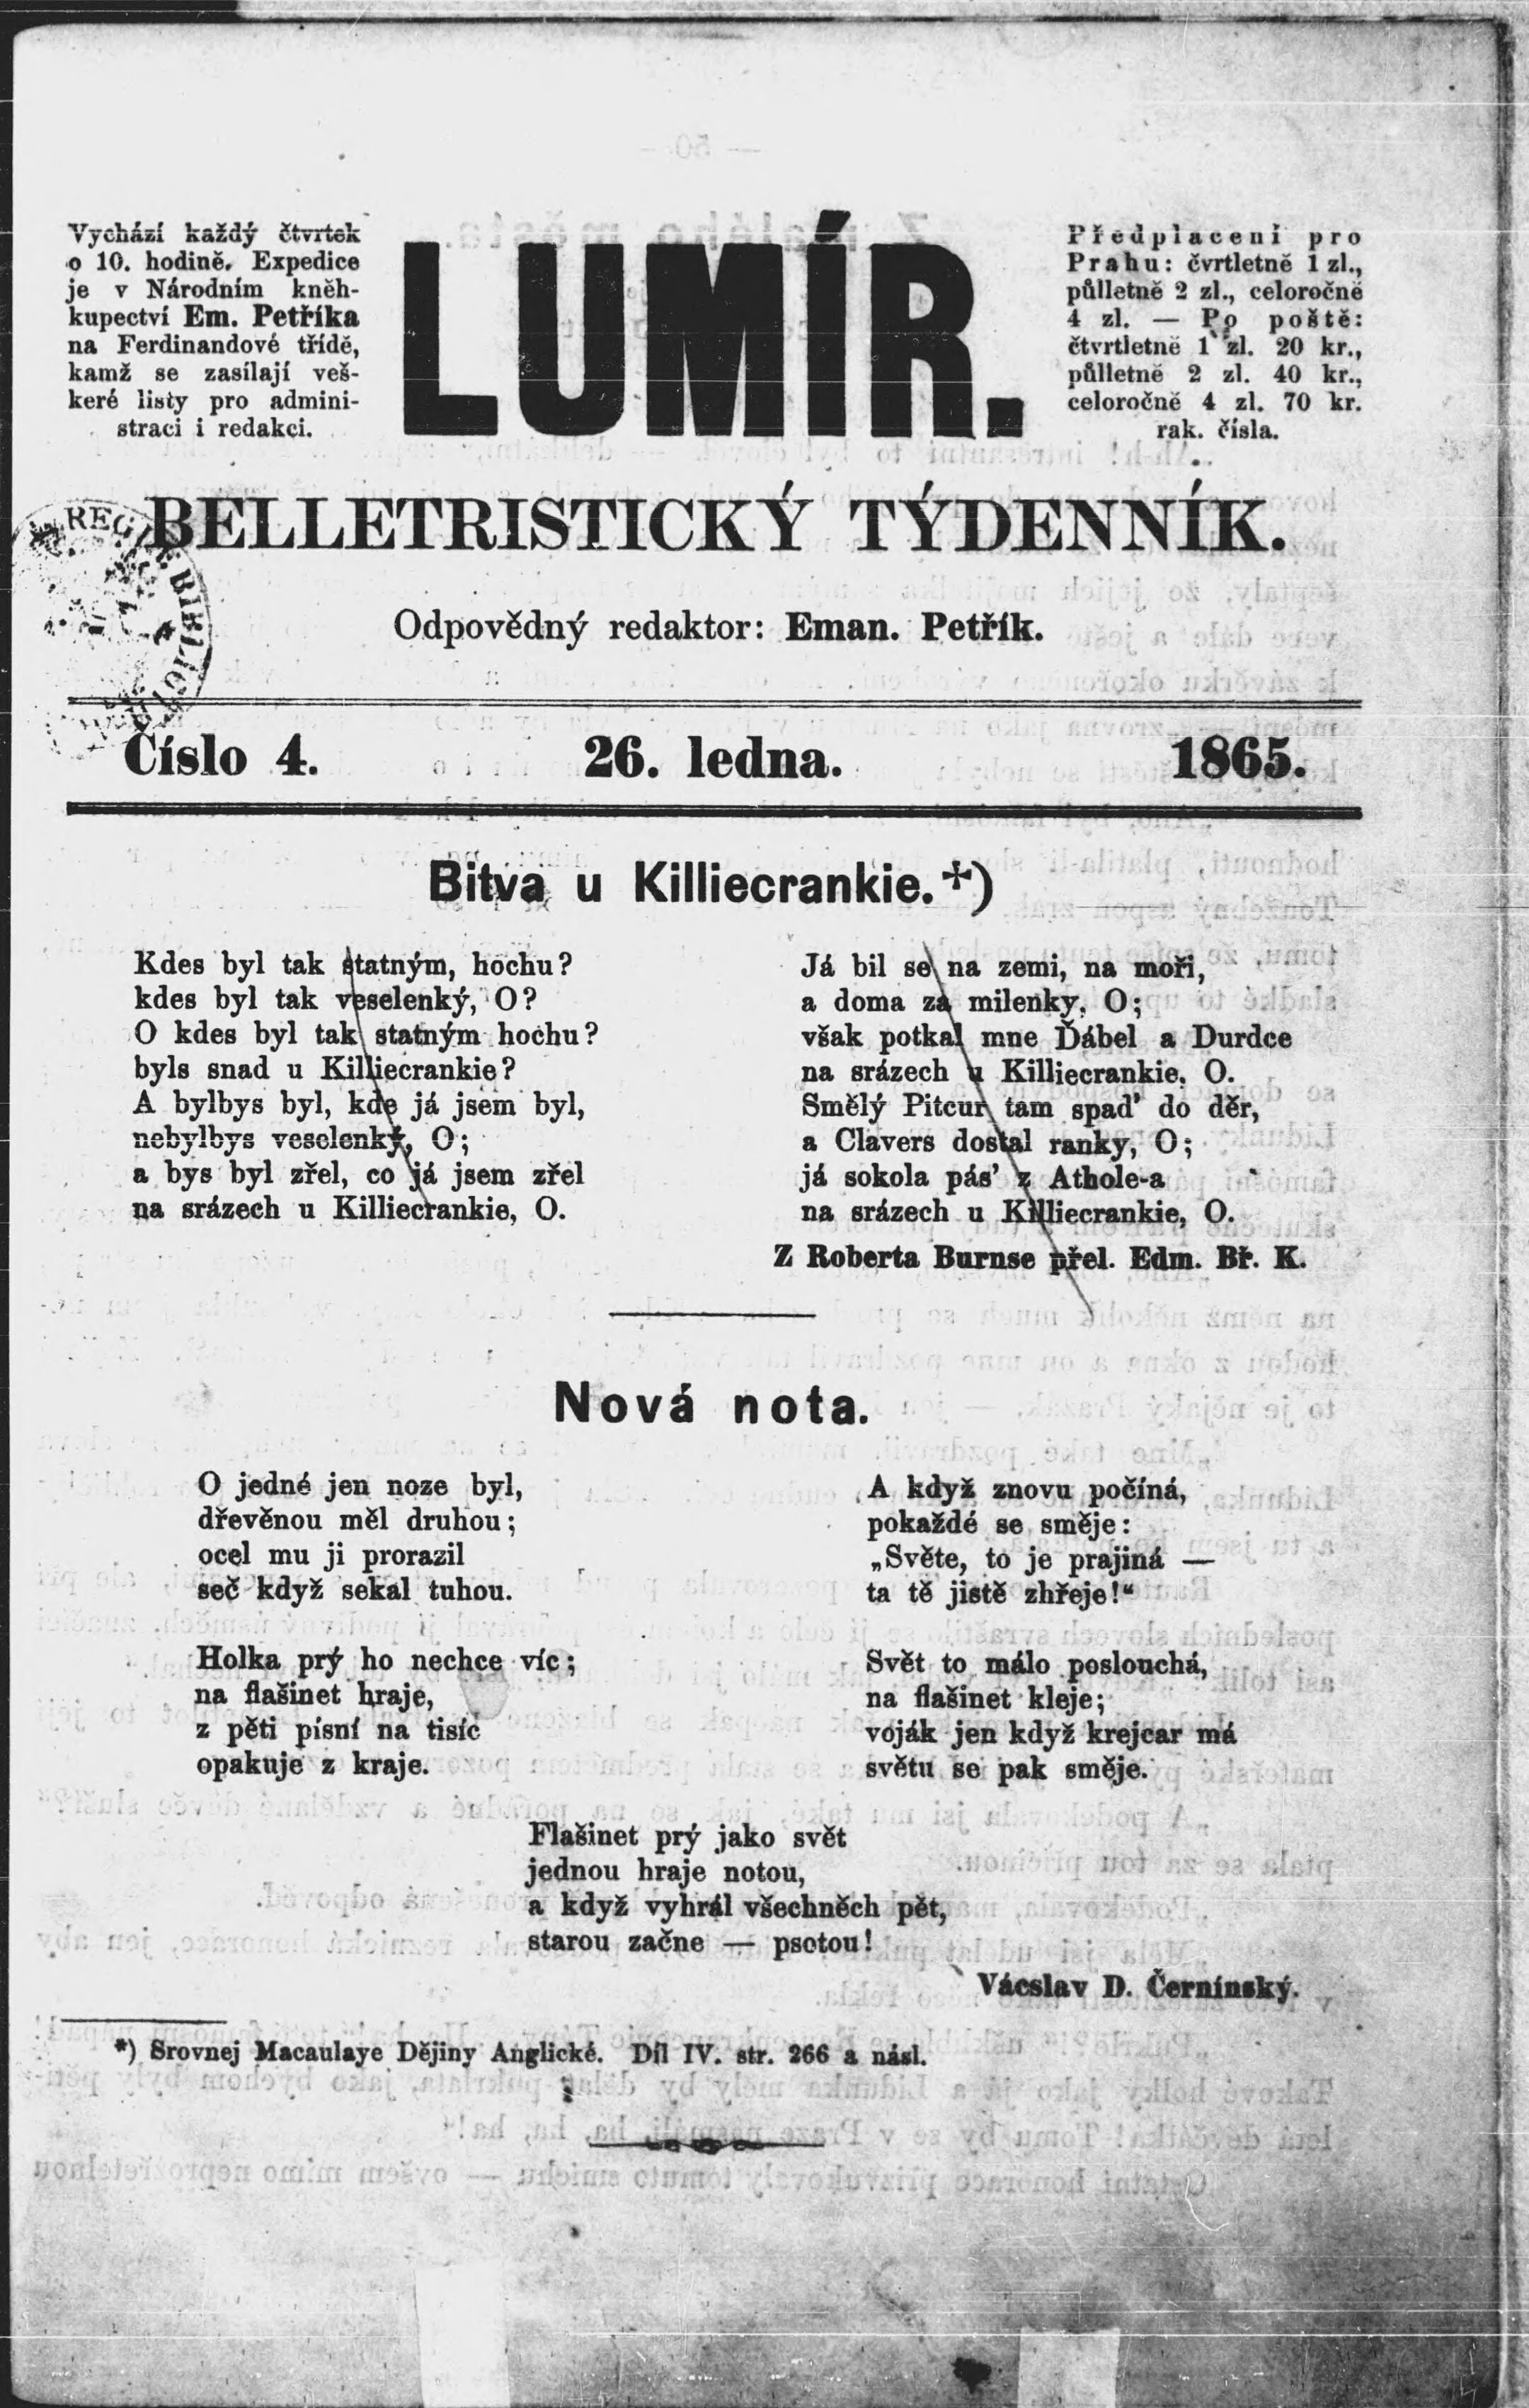 Vychází každý čtvrtek
o 10. hodině. Expedice
je v Národním kněh-
kupectví Em. Petříka
na Ferdinandové třídě,
kamž se zasílají veš-
keré listy pro admini-
straci i redakci.
LUMÍR.
Předplacení pro
Prahu: čvrtletně 1 zl.,
půlletně 2 zl., celoročně
4 zl. — Po poště:
čtvrtletně 1 zl. 20 kr.,
půlletně 2 zl. 40 kr.,
celoročně 4 zl. 70 kr.
rak. čísla.
BELLETRISTICKÝ TÝDENNÍK.
Odpovědný redaktor: Eman. Petřík.
Číslo 4. 26. ledna. 1865.
Bitva u Killiecrankie.*)
Kdes byl tak statným, hochu?
kdes byl tak veselenký, O?
O kdes byl tak statným hochu?
byls snad u Killiecrankie?
A bylbys byl, kde já jsem byl,
nebylbys veselenký, O;
a bys byl zřel, co já jsem zřel
na srázech u Killiecrankie, O.
Já bil se na zemi, na moři,
a doma za milenky, O;
však potkal mne Ďábel a Durdce
na srázech u Killiecrankie, O.
Smělý Pitcur tam spad' do děr,
a Clavers dostal ranky, O;
já sokola pás' z Athole-a
na srázech u Killiecrankie, O.
Z Roberta Burnse přel. Edm. Bř. K.
Nová nota.
O jedné jen noze byl,
dřevěnou měl druhou;
ocel mu ji prorazil
seč když sekal tuhou.
Holka prý ho nechce víc;
na flašinet hraje,
z pěti písní na tisíc
opakuje z kraje.
A když znovu počíná,
pokaždé se směje:
„Světe, to je prajiná —
ta tě jistě zhřeje!“
Svět to málo poslouchá,
na flašinet kleje;
voják jen když krejcar má
světu se pak směje.
Flašinet prý jako svět
jednou hraje notou,
a když vyhrál všechněch pět,
starou začne — psotou!
Vácslav D. Černínský.
*) Srovnej Macaulaye Dějiny Anglické. Díl IV. str. 266 a násl.